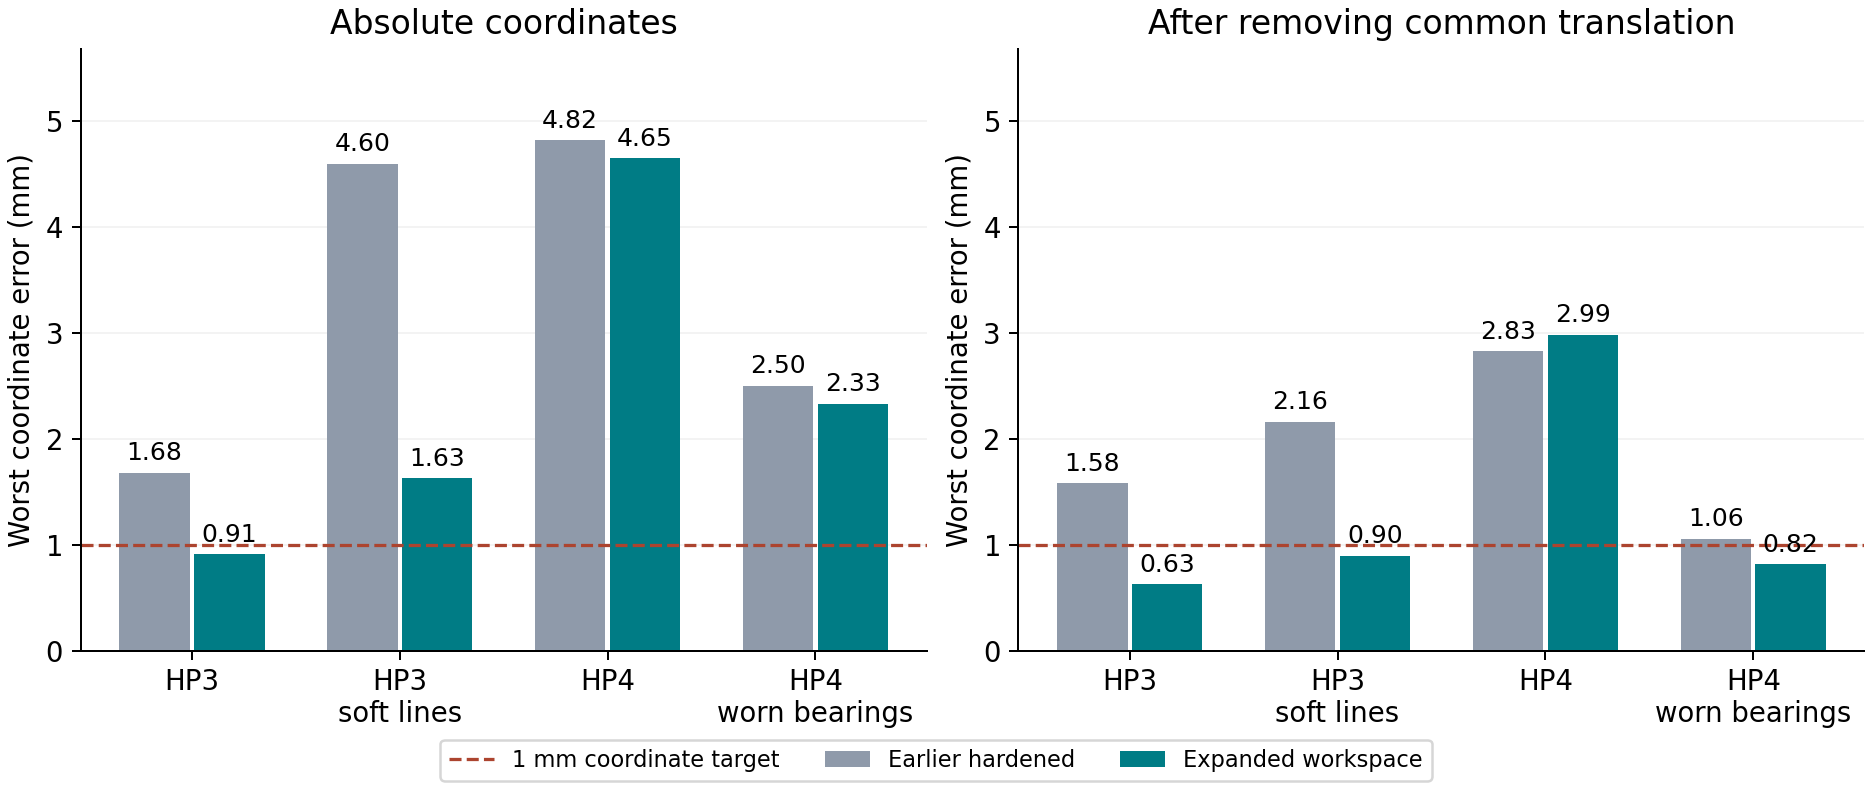 Absolute coordinates
Worst coordinate error (mm)
5
4
3
2
1
0
1.68
0.91
4.60
1.63
4.82
4.65
2.50
2.33
HP3
HP3
soft lines
HP4
HP4
worn bearings
After removing common translation
Worst coordinate error (mm)
5
4
3
2
1
0
1.58
0.63
2.16
0.90
2.83
2.99
1.06
0.82
HP3
HP3
soft lines
HP4
HP4
worn bearings
1 mm coordinate target
Earlier hardened
Expanded workspace